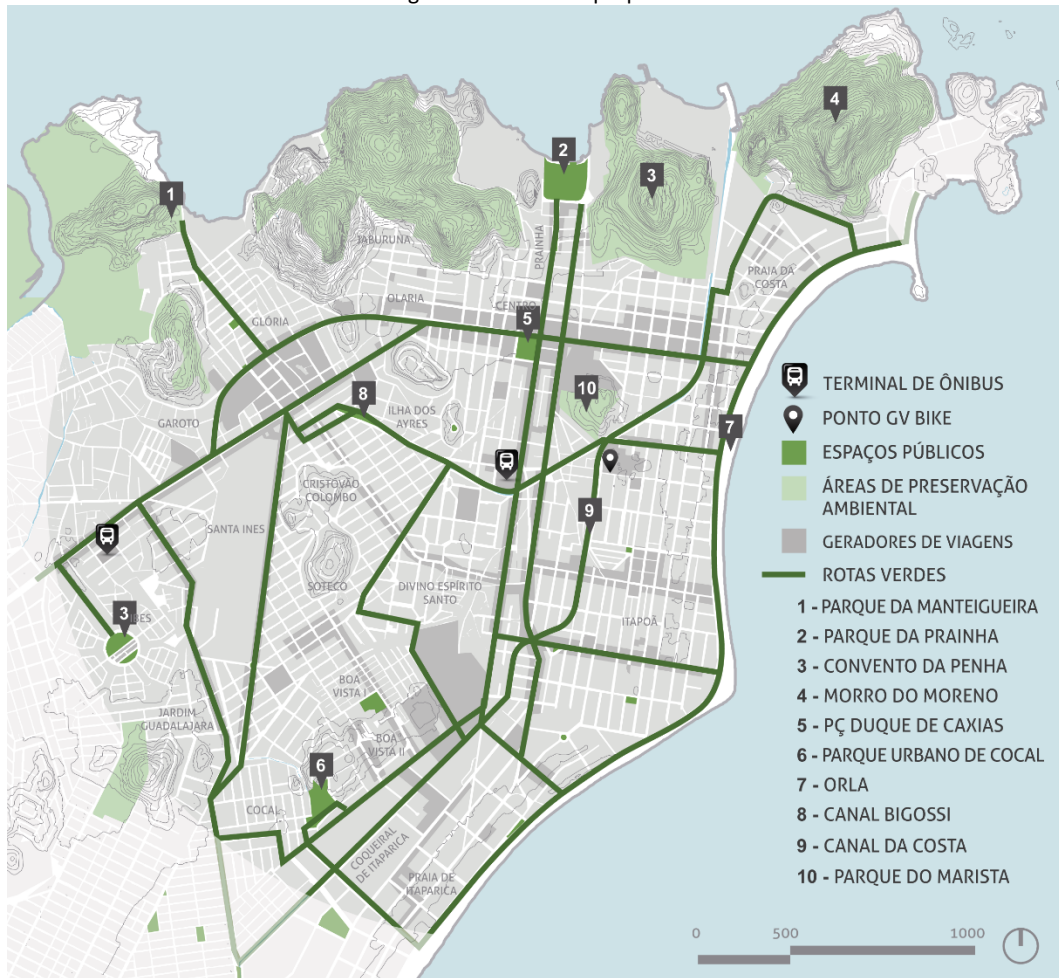 1
2
3
4
JABURUNA
PRAINHA
PRAIA DA
COSTA
OLARIA
CENTRO
5
GLÓRIA
10
7
8
ILHA DOS
AYRES
GAROTO
CRISTOVÃO
COLOMBO
9
SANTA INES
SOTECO
DIVINO ESPÍRITO
SANTO
ITAPOÃ
3
BOA
VISTA I
JARDIM
GUADALAJARA
BOA
VISTA II
6
COCAL
COQUEIRAL
DE ITAPARICA
PRAIA DE
ITAPARICA
TERMINAL DE ÔNIBUS
PONTO GV BIKE
ESPAÇOS PÚBLICOS
ÁREAS DE PRESERVAÇÃO
AMBIENTAL
GERADORES DE VIAGENS
ROTAS VERDES
1 - PARQUE DA MANTEIGUEIRA
2 - PARQUE DA PRAINHA
3 - CONVENTO DA PENHA
4 - MORRO DO MORENO
5 - PÇ DUQUE DE CAXIAS
6 - PARQUE URBANO DE COCAL
7 - ORLA
8 - CANAL BIGOSSI
9 - CANAL DA COSTA
10 - PARQUE DO MARISTA
0 500 1000